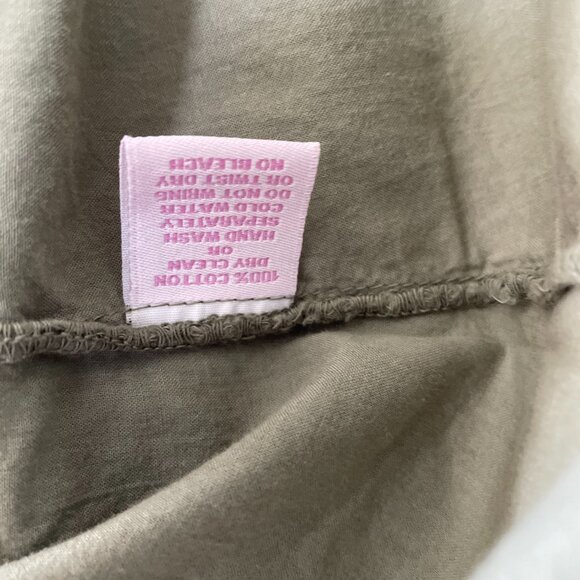 100% COTTON
DRY CLEAN
OR
HAND WASH
SEPARATELY
COLD WATER
DO NOT WRING
OR TWIST DRY
NO BLEACH